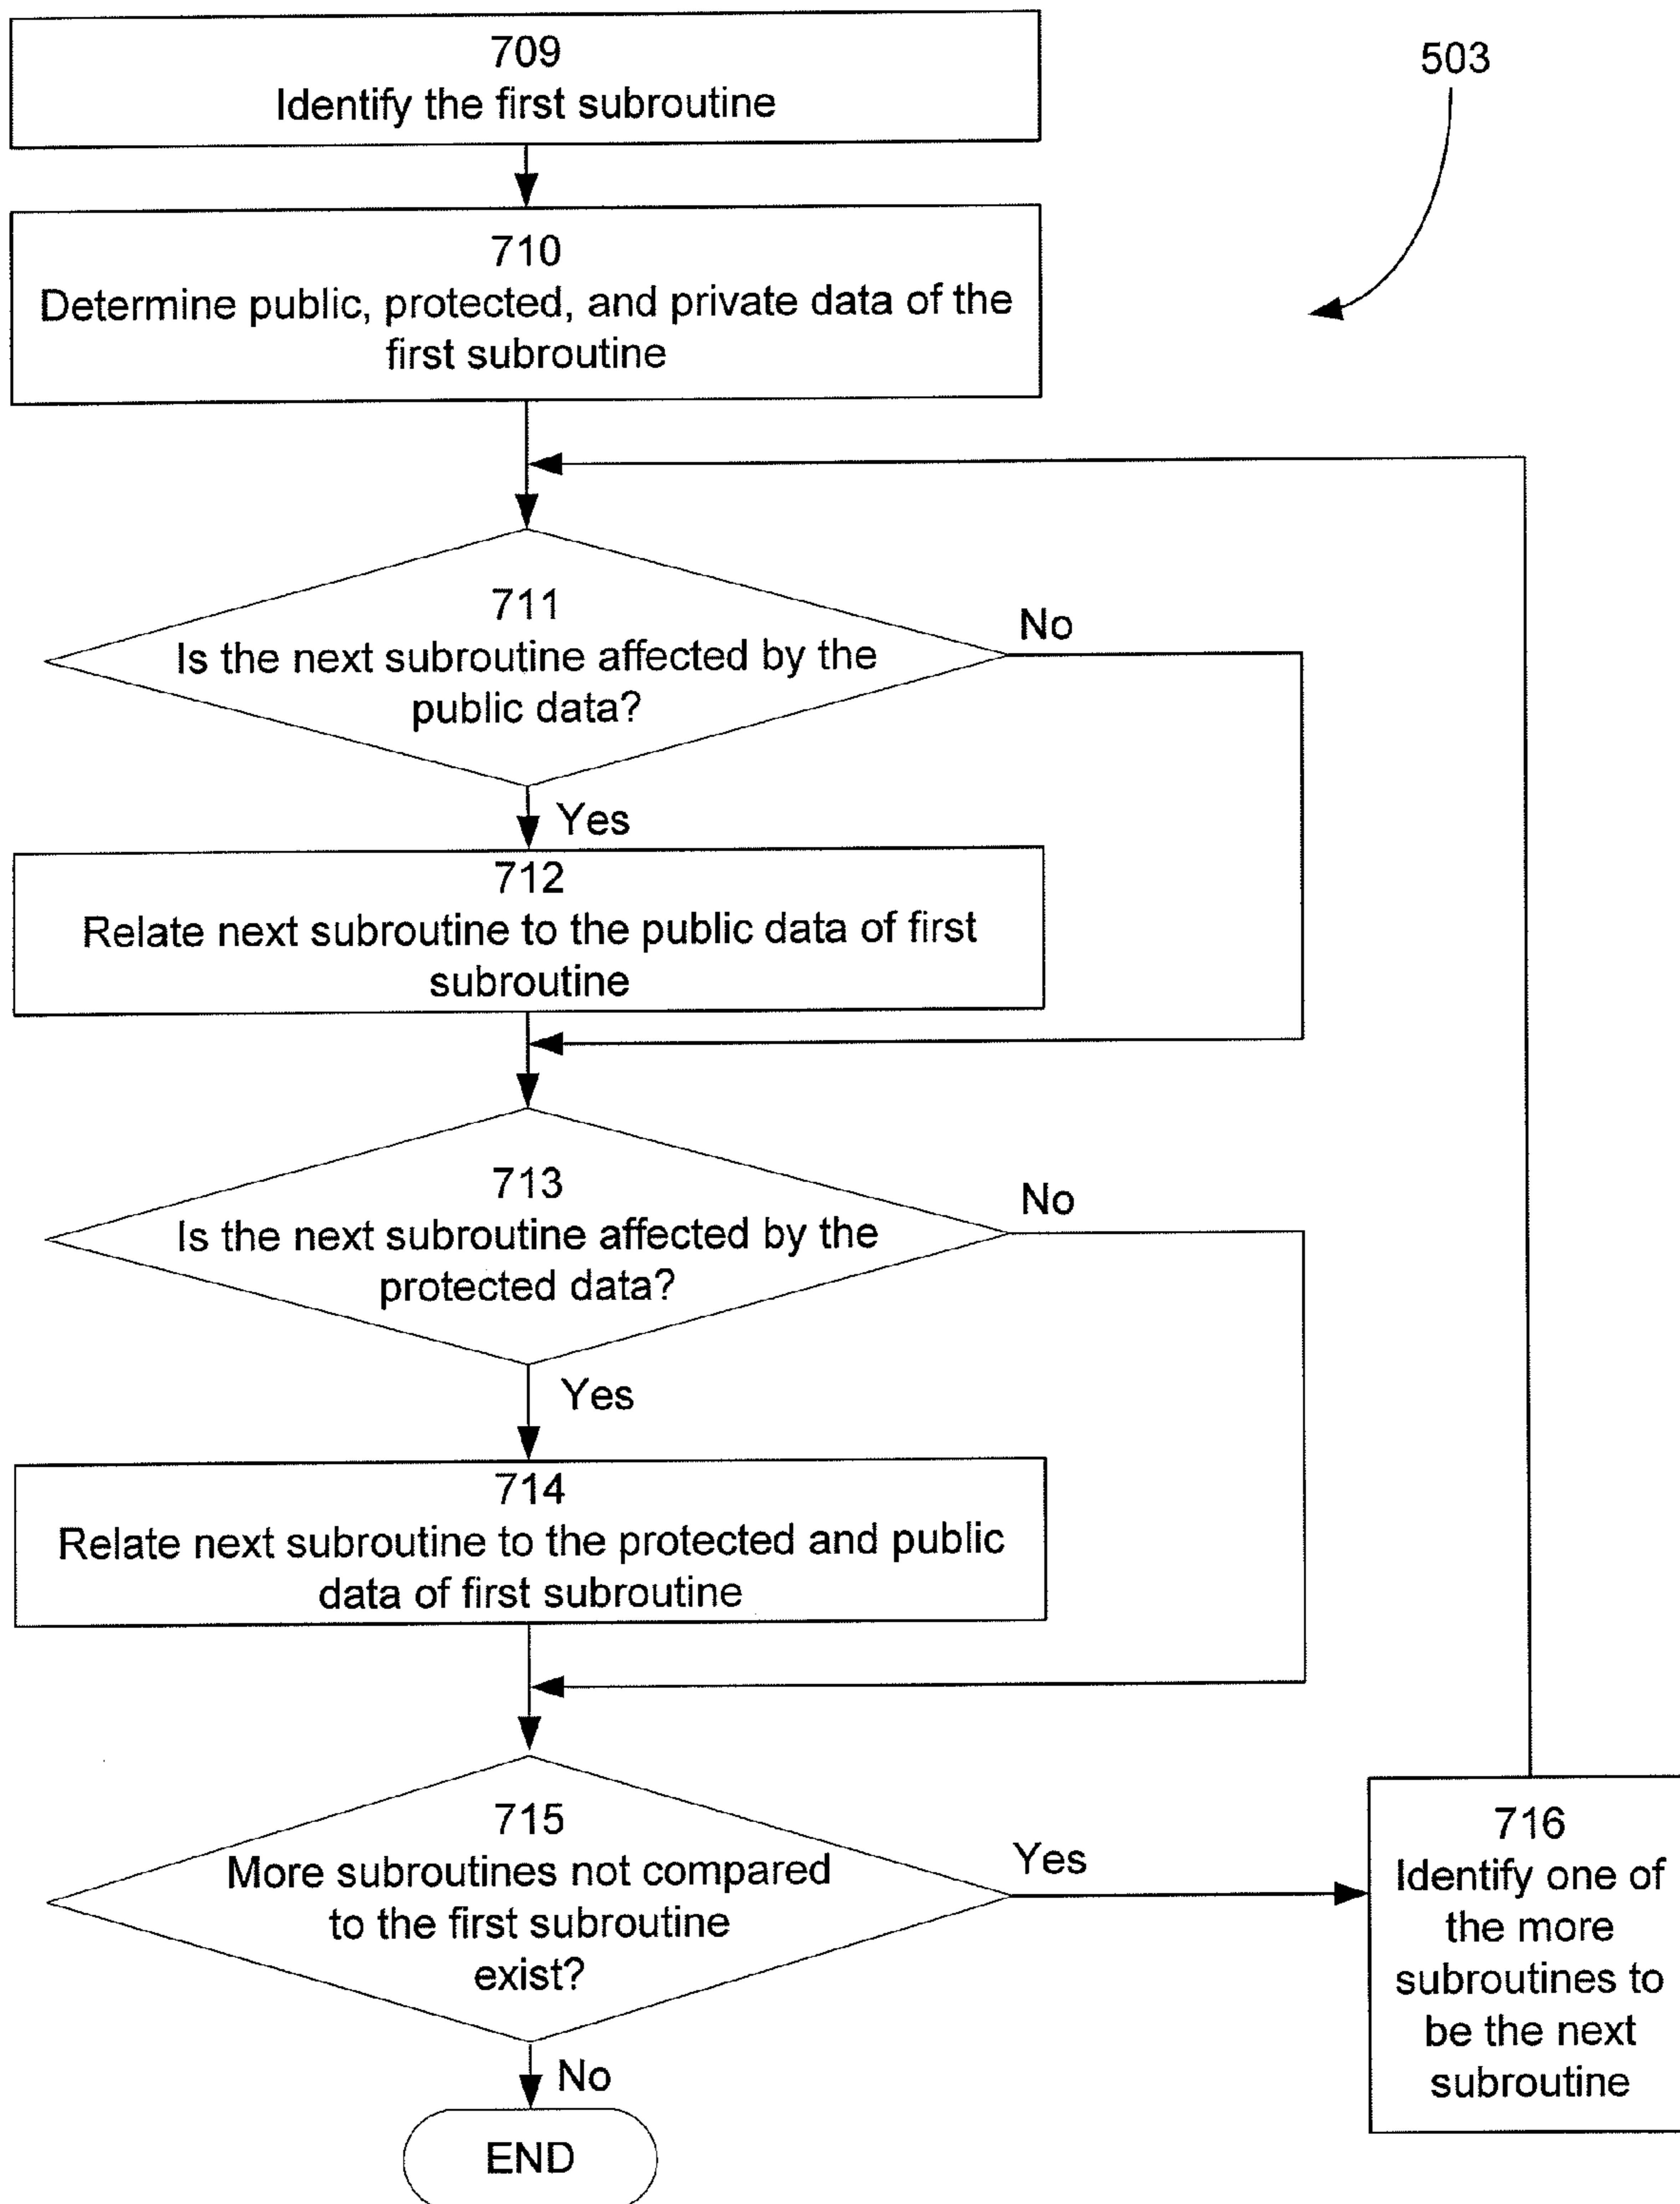 709
Identify the first subroutine
503
710
Determine public, protected, and private data of the
first subroutine
711
Is the next subroutine affected by the
public data?
No
Yes
712
Relate next subroutine to the public data of first
subroutine
713
Is the next subroutine affected by the
protected data?
No
Yes
714
Relate next subroutine to the protected and public
data of first subroutine
715
More subroutines not compared
to the first subroutine
exist?
Yes
716
Identify one of
the more
subroutines to
be the next
subroutine
No
END